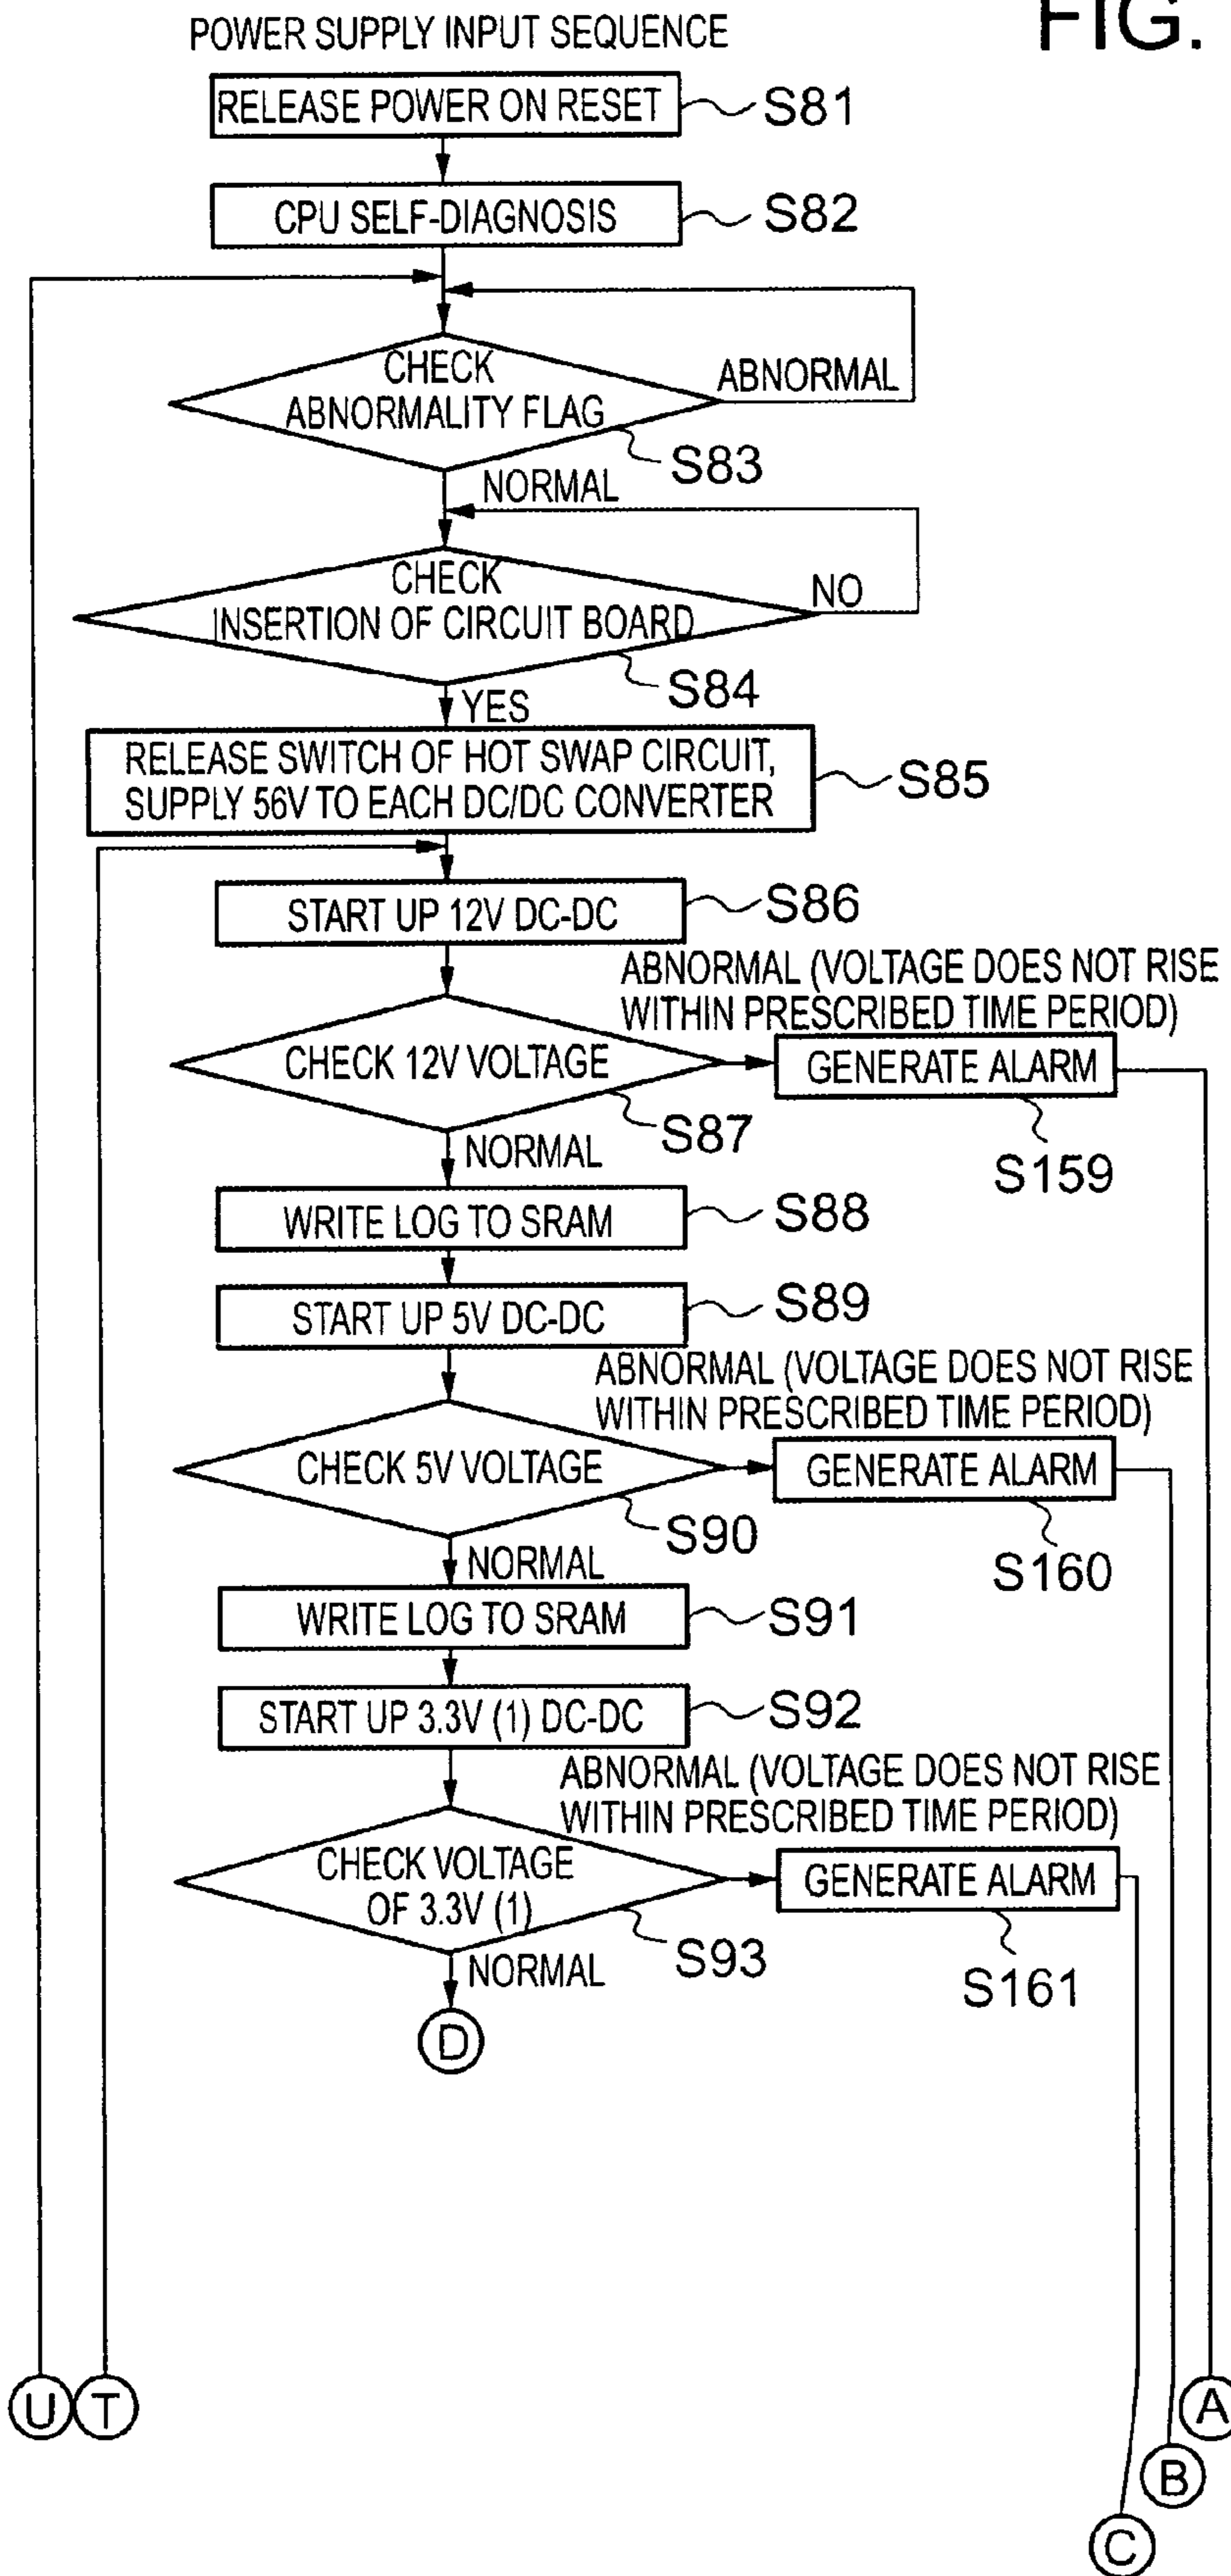 FIG.
POWER SUPPLY INPUT SEQUENCE
RELEASE POWER ON RESET
S81
CPU SELF-DIAGNOSIS
S82
CHECK
ABNORMALITY FLAG
ABNORMAL
S83
NORMAL
CHECK
INSERTION OF CIRCUIT BOARD
NO
S84
YES
RELEASE SWITCH OF HOT SWAP CIRCUIT,
SUPPLY 56V TO EACH DC/DC CONVERTER
S85
START UP 12V DC-DC
S86
ABNORMAL (VOLTAGE DOES NOT RISE
WITHIN PRESCRIBED TIME PERIOD)
CHECK 12V VOLTAGE
GENERATE ALARM
S87
S159
NORMAL
WRITE LOG TO SRAM
S88
START UP 5V DC-DC
S89
ABNORMAL (VOLTAGE DOES NOT RISE
WITHIN PRESCRIBED TIME PERIOD)
CHECK 5V VOLTAGE
GENERATE ALARM
S90
S160
NORMAL
WRITE LOG TO SRAM
S91
START UP 3.3V (1) DC-DC
S92
ABNORMAL (VOLTAGE DOES NOT RISE
WITHIN PRESCRIBED TIME PERIOD)
CHECK VOLTAGE
OF 3.3V (1)
GENERATE ALARM
S93
S161
NORMAL
D
U
T
A
B
C